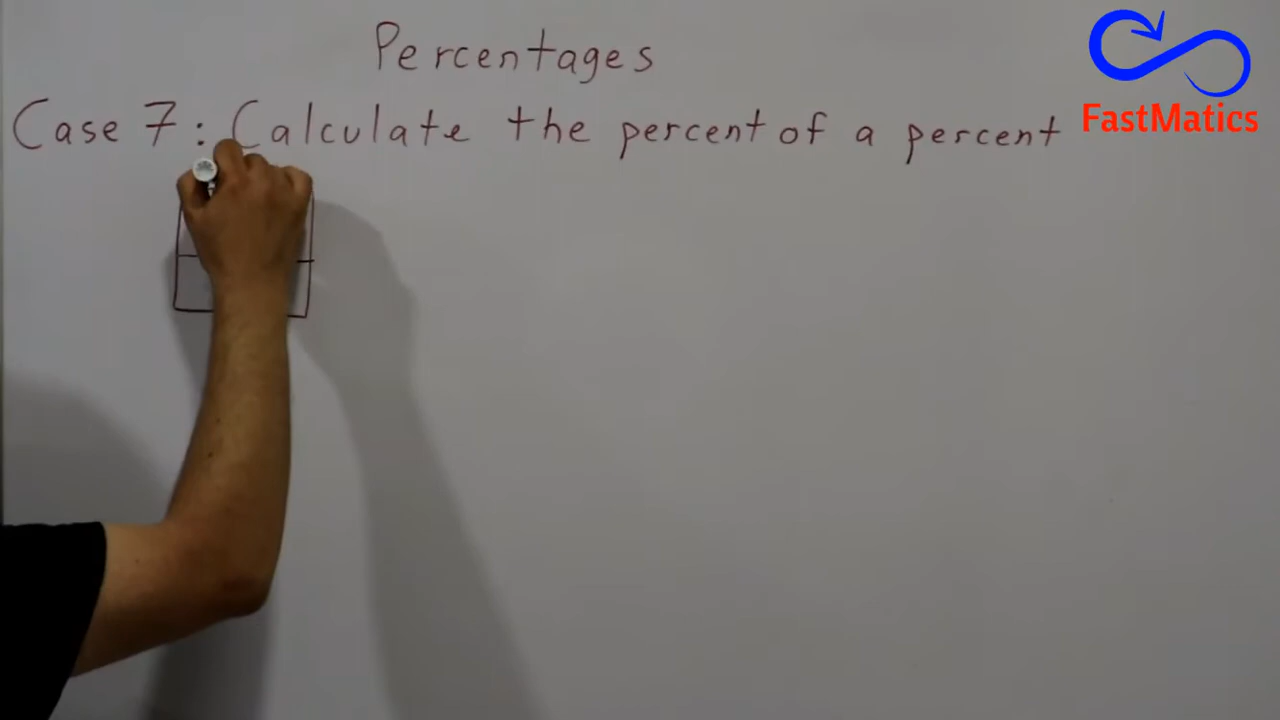 Percentages
Case 7: Calculate the percent of a percent
FastMatics